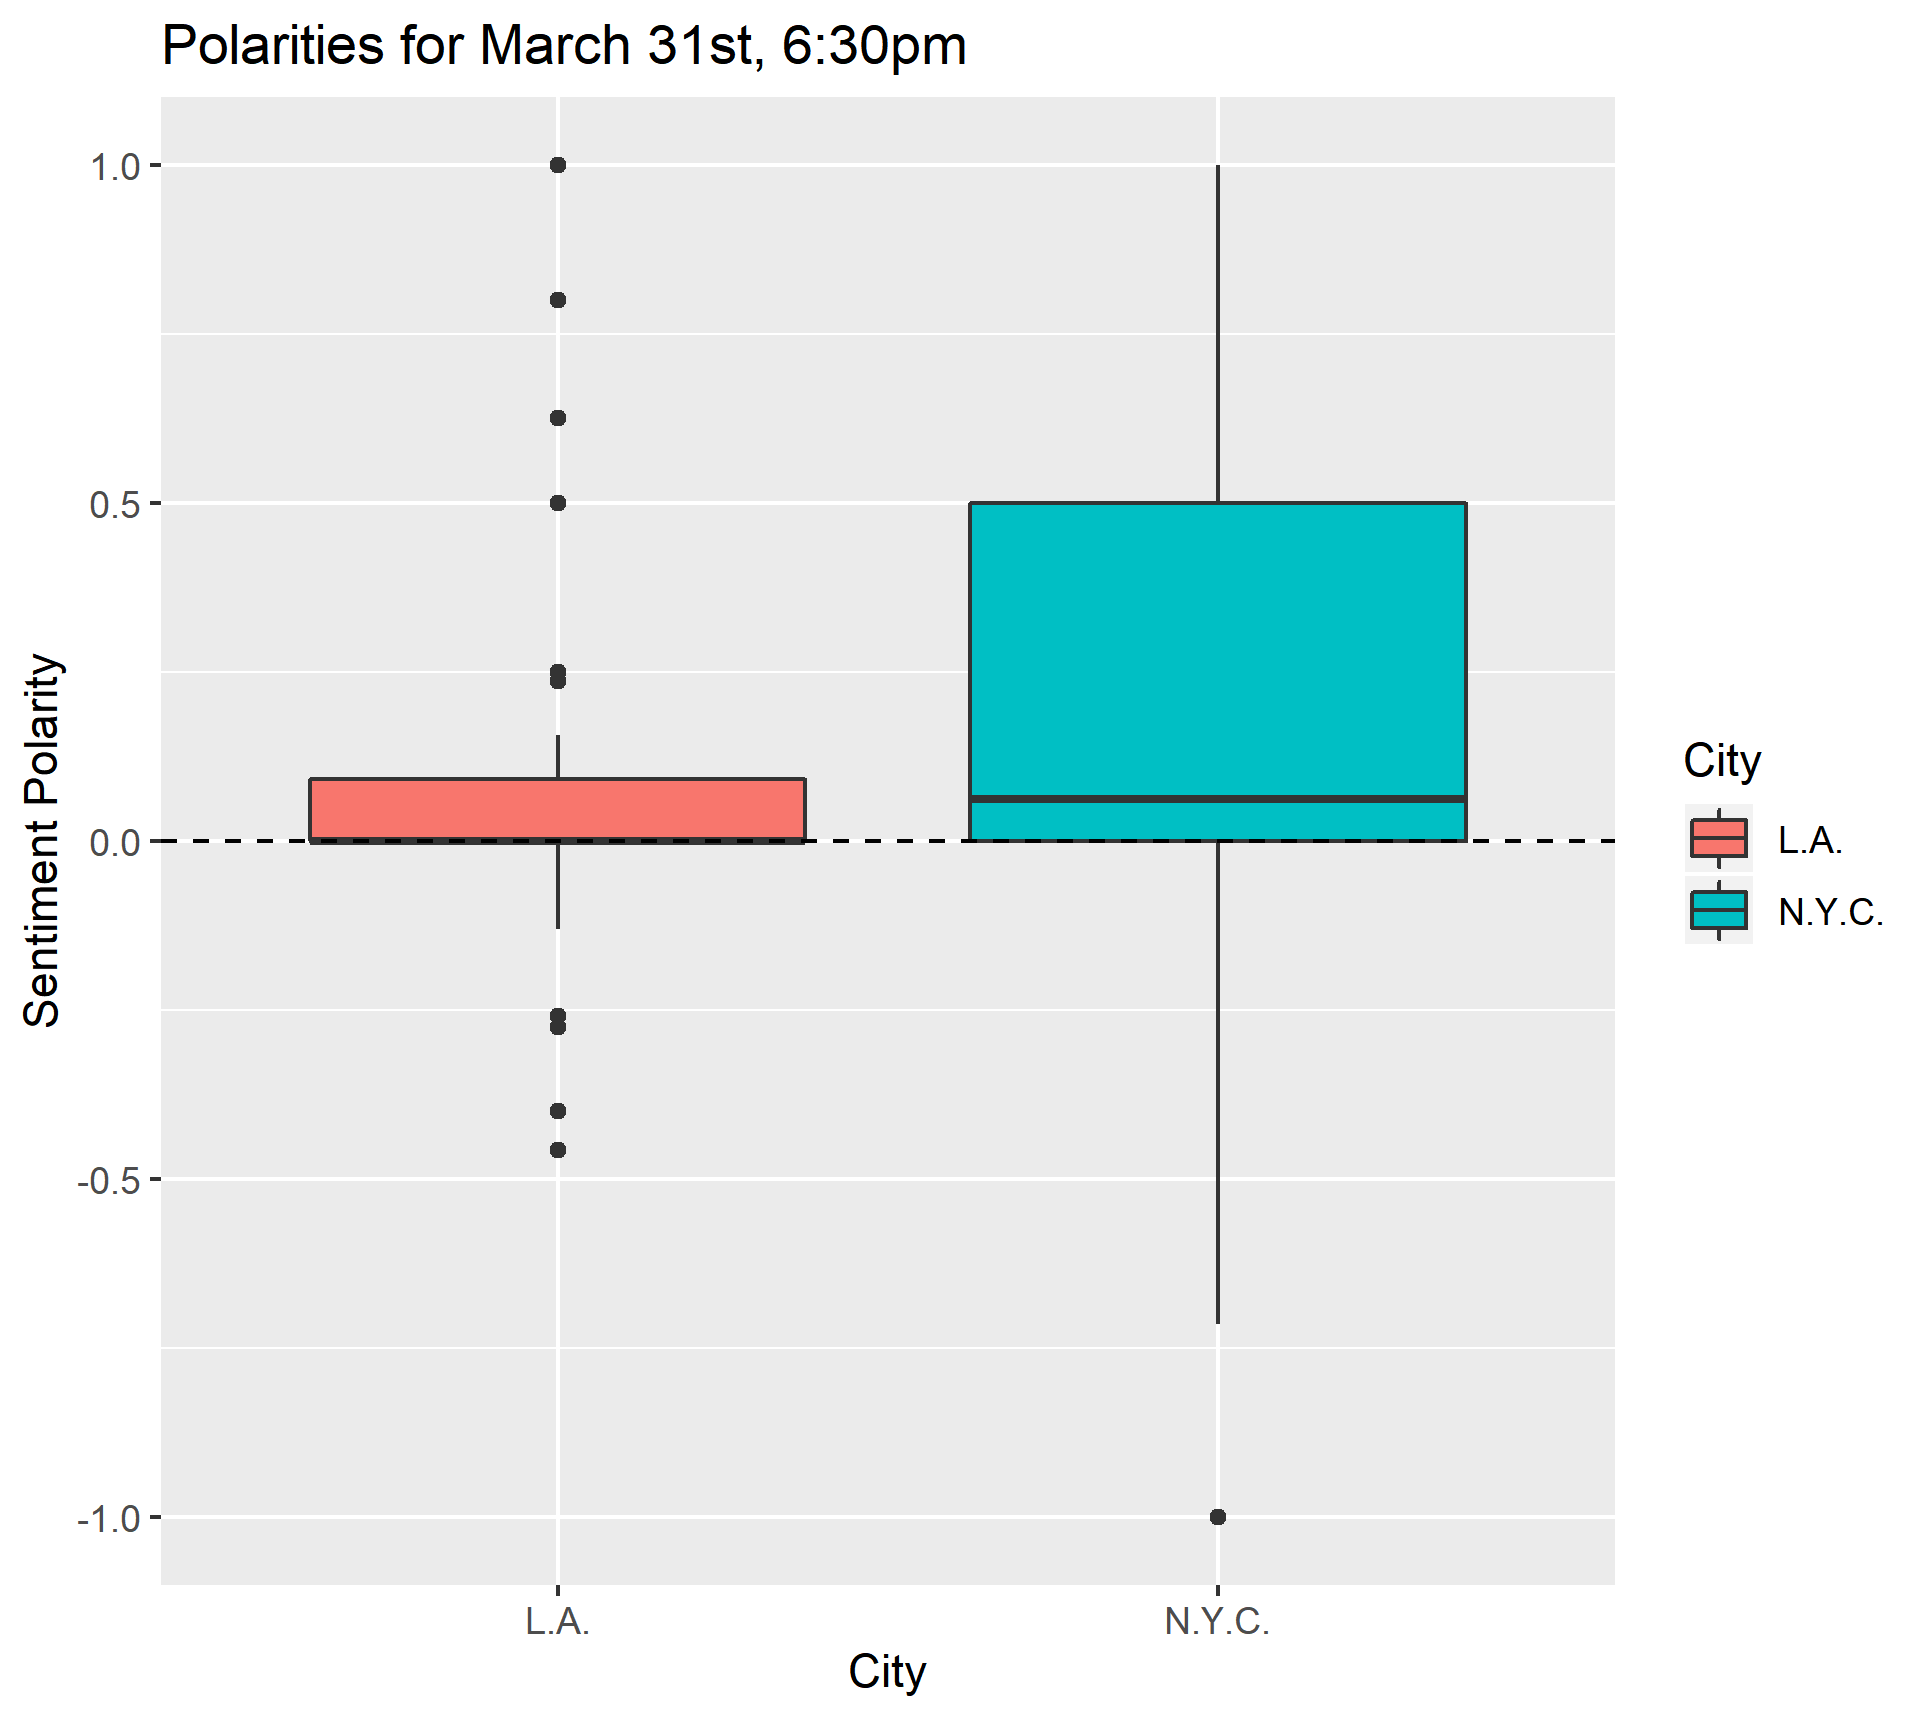 Polarities for March 31st, 6:30pm
Sentiment Polarity
1.0
0.5
0.0
-0.5
-1.0
L.A.
N.Y.C.
City
City
L.A.
N.Y.C.